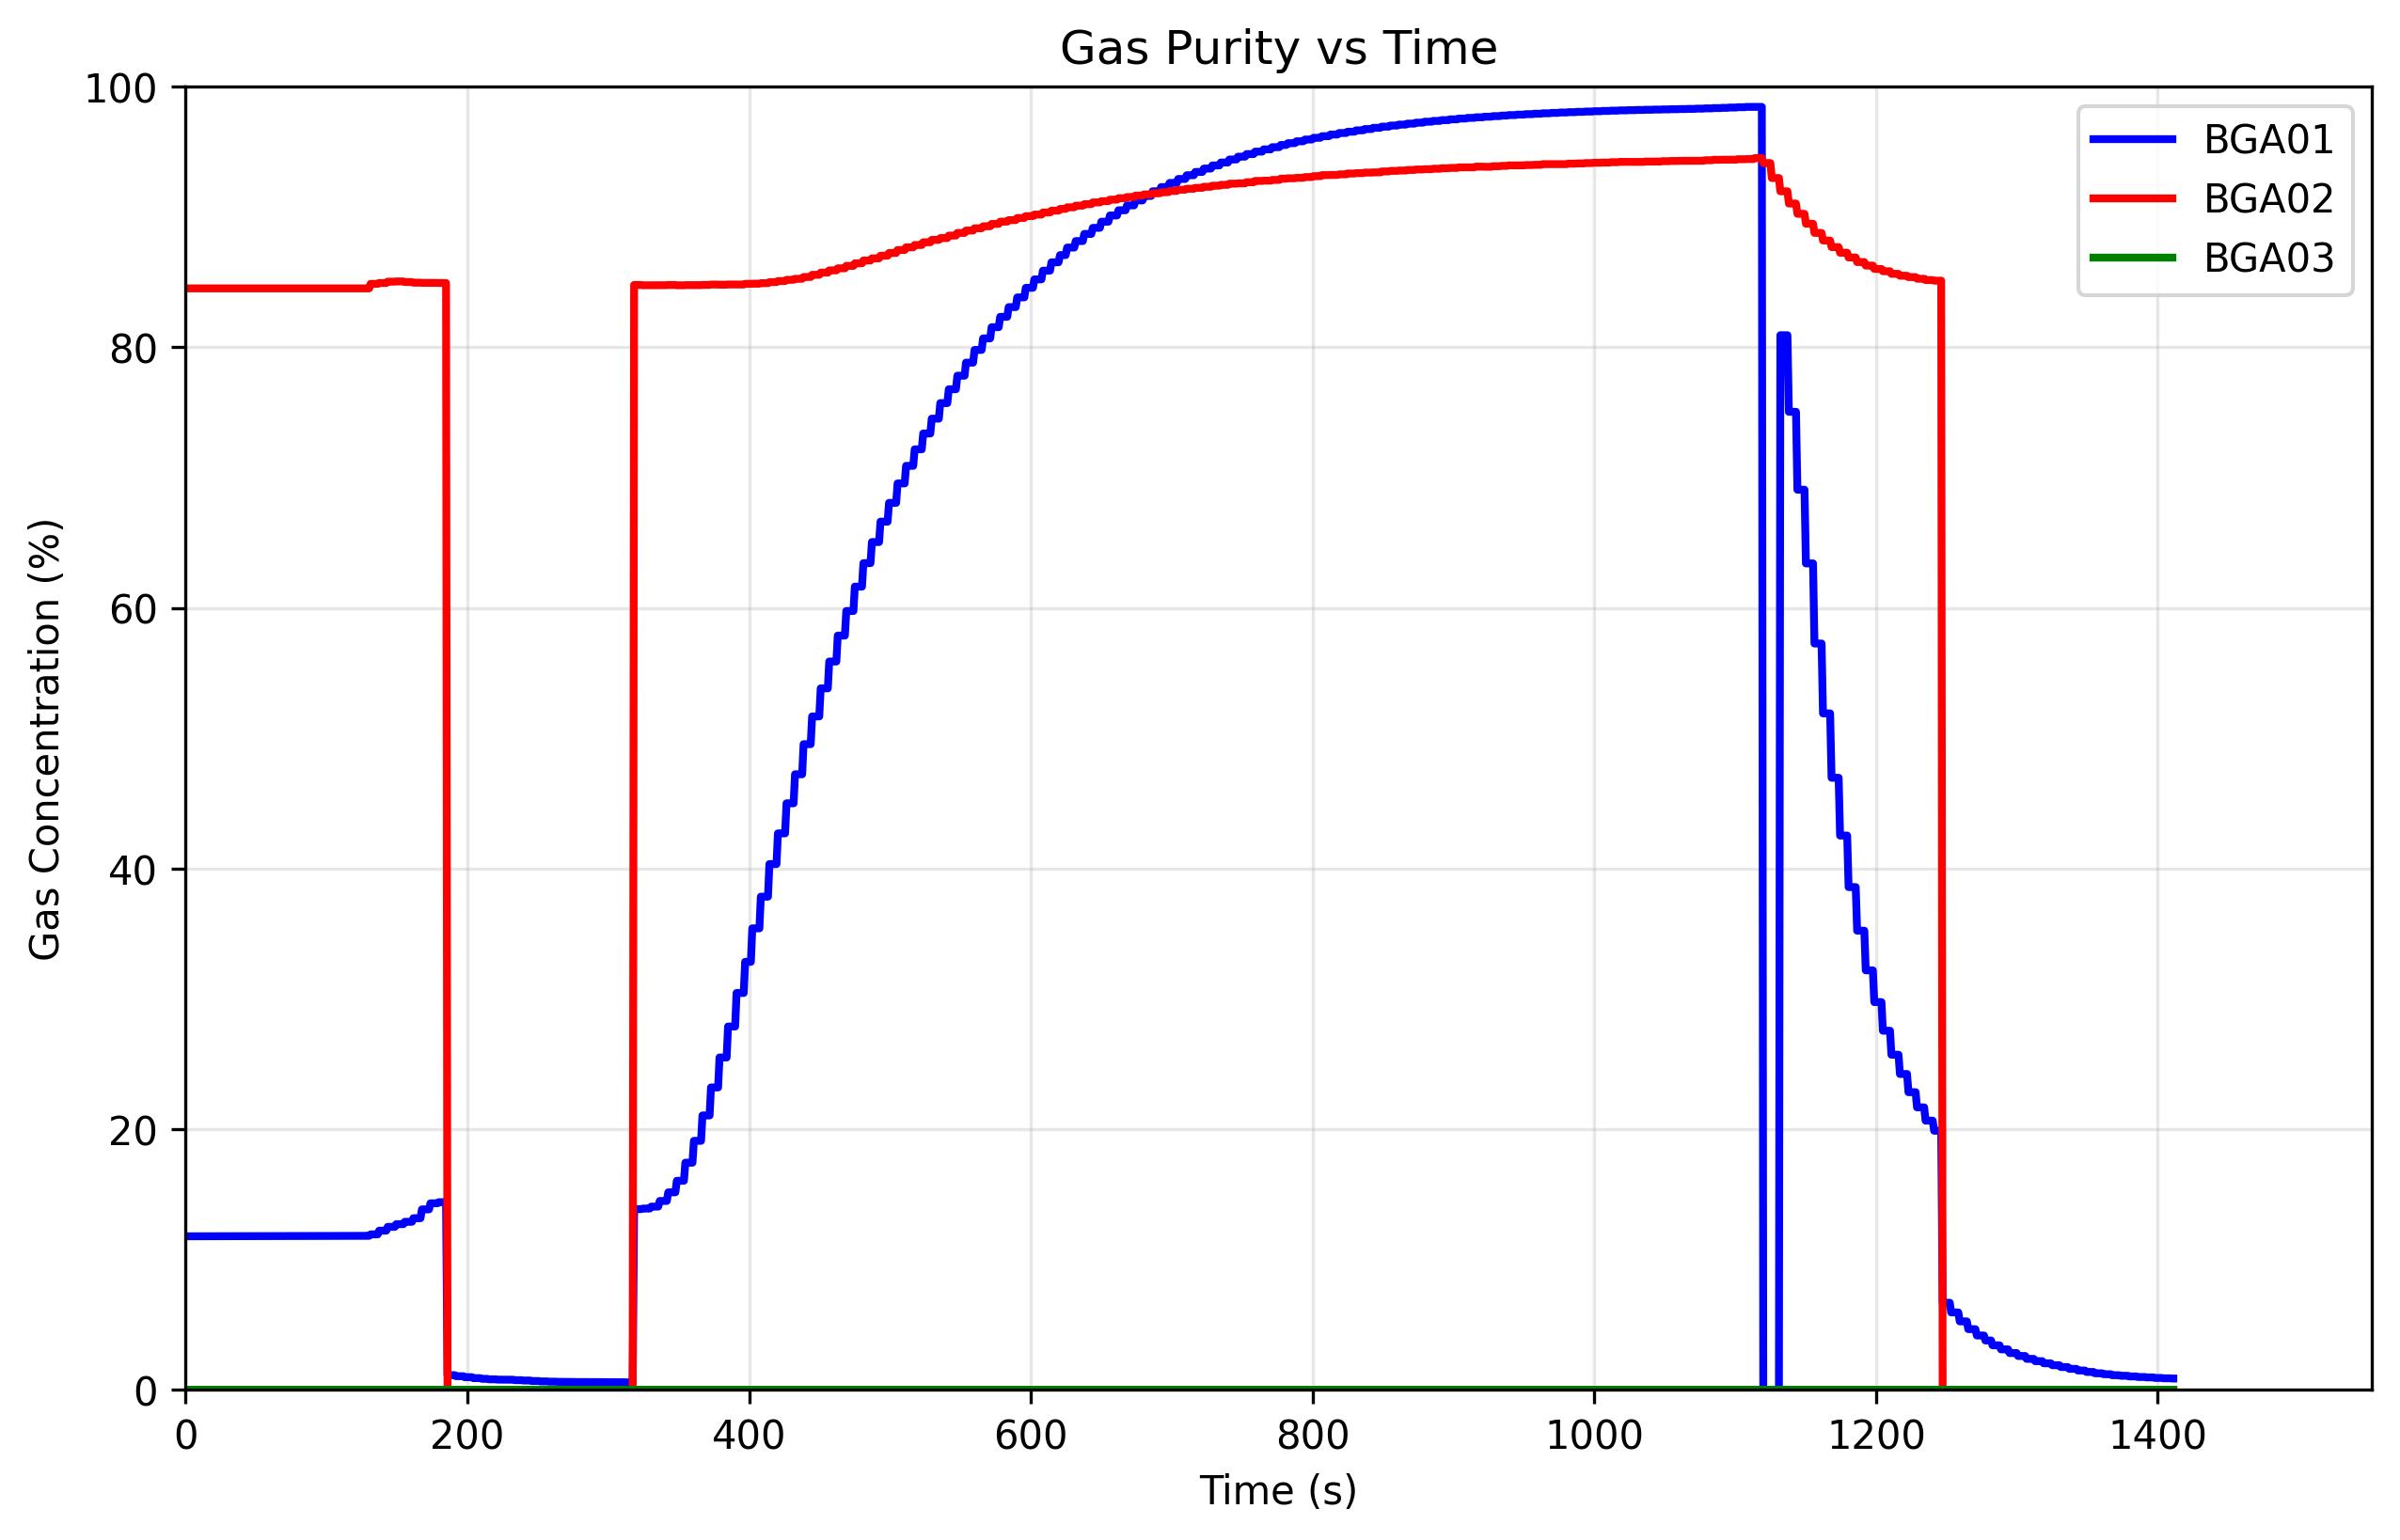 Gas Purity vs Time
100
80
60
40
20
0
Gas Concentration (%)
0 200 400 600 800 1000 1200 1400
Time (s)
BGA01
BGA02
BGA03